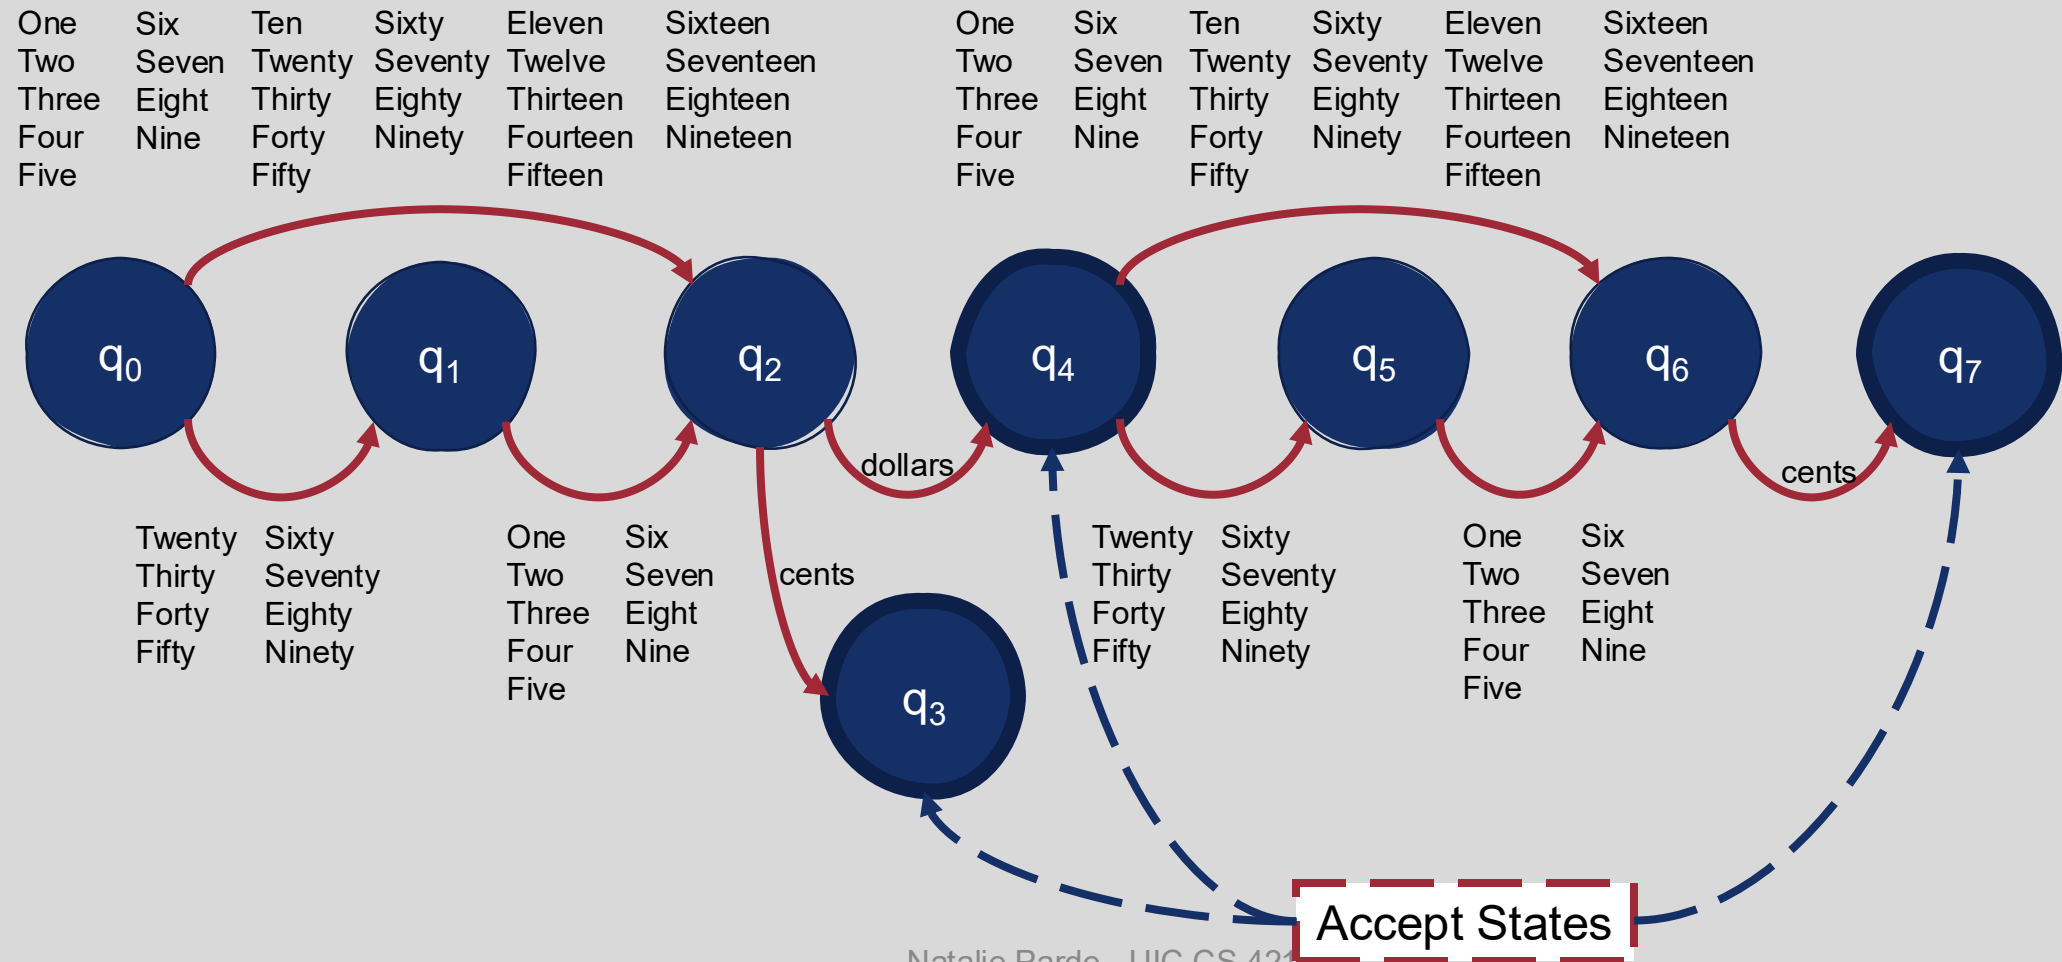 One Six Ten Sixty Eleven Sixteen One Six Ten Sixty Eleven Sixteen
Two Seven Twenty Seventy Twelve Seventeen Two Seven Twenty Seventy Twelve Seventeen
Three Eight Thirty Eighty Thirteen Eighteen Three Eight Thirty Eighty Thirteen Eighteen
Four Nine Forty Ninety Fourteen Nineteen Four Nine Forty Ninety Fourteen Nineteen
Five Fifty Fifteen Five Fifty Fifteen
q0 q1 q2 q4 q5 q6 q7
dollars cents
Twenty Sixty One Six Twenty Sixty One Six
Thirty Seventy Two Seven cents Thirty Seventy Two Seven
Forty Eighty Three Eight Forty Eighty Three Eight
Fifty Ninety Four Nine Fifty Ninety Four Nine
Five Five
q3
Accept States
Natalie Parde - UIC CS 421